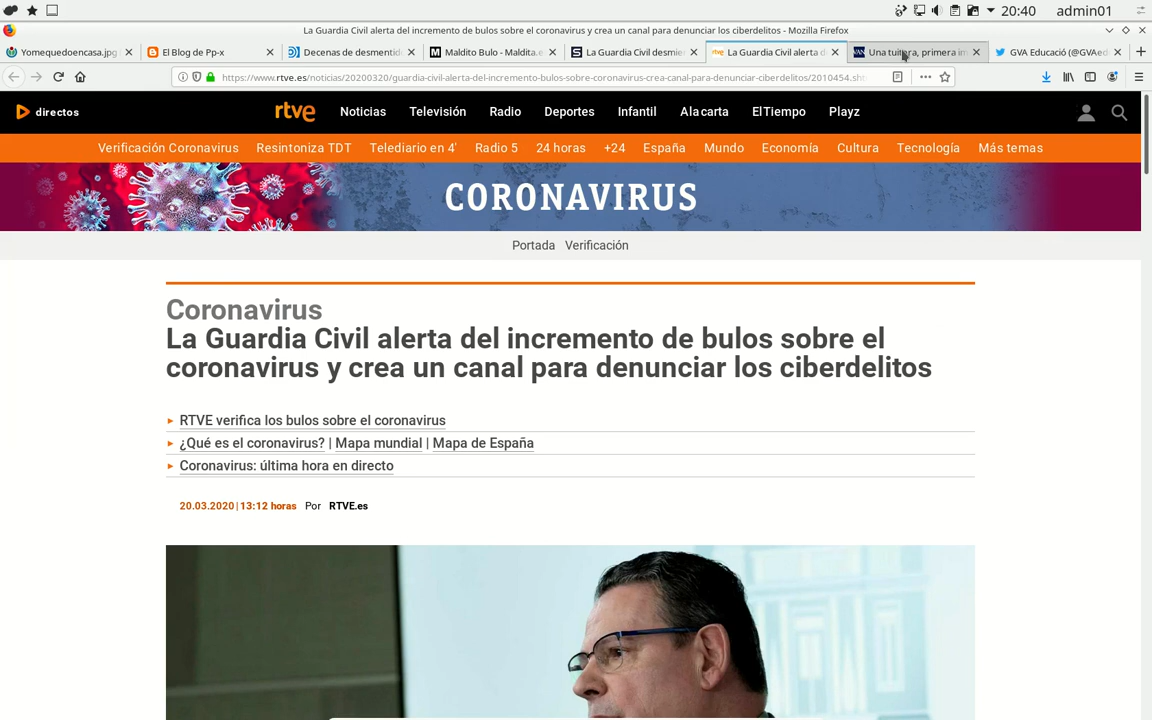 20:40 admin01
La Guardia Civil alerta del incremento de bulos sobre el coronavirus y crea un canal para denunciar los ciberdelitos - Mozilla Firefox
Yomequedoencasa.jpg El Blog de Pp-x Decenas de desmentid Maldito Bulo - Maldita.e La Guardia Civil desmier La Guardia Civil alerta d Una tuitera, primera in GVA Educació (@GVAed
https://www.rtve.es/noticias/20200320/guardia-civil-alerta-del-incremento-bulos-sobre-coronavirus-crea-canal-para-denunciar-ciberdelitos/2010454.sht
directos rtve Noticias Televisión Radio Deportes Infantil Alacarta ElTiempo Playz
Verificación Coronavirus Resintoniza TDT Telediario en 4' Radio 5 24 horas +24 España Mundo Economía Cultura Tecnología Más temas
CORONAVIRUS
Portada Verificación
Coronavirus
La Guardia Civil alerta del incremento de bulos sobre el
coronavirus y crea un canal para denunciar los ciberdelitos
RTVE verifica los bulos sobre el coronavirus
¿Qué es el coronavirus? | Mapa mundial | Mapa de España
Coronavirus: última hora en directo
20.03.2020 | 13:12 horas Por RTVE.es